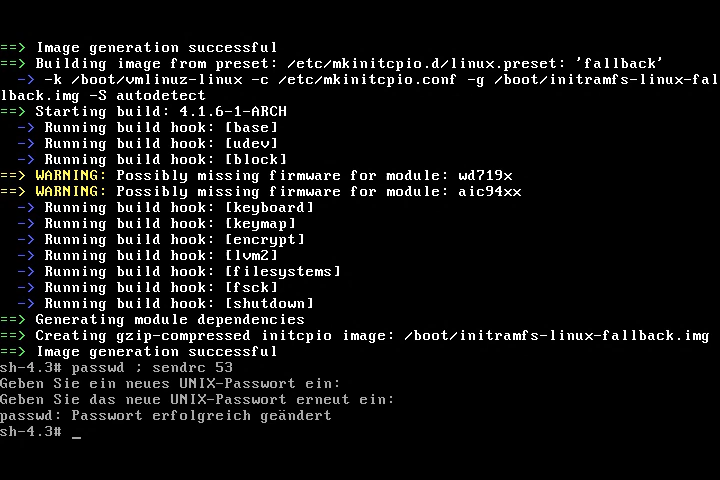 ==> Image generation successful
==> Building image from preset: /etc/mkinitcpio.d/linux.preset: 'fallback'
  -> -k /boot/vmlinuz-linux -c /etc/mkinitcpio.conf -g /boot/initramfs-linux-fal
lback.img -S autodetect
==> Starting build: 4.1.6-1-ARCH
  -> Running build hook: [base]
  -> Running build hook: [udev]
  -> Running build hook: [block]
==> WARNING: Possibly missing firmware for module: wd719x
==> WARNING: Possibly missing firmware for module: aic94xx
  -> Running build hook: [keyboard]
  -> Running build hook: [keymap]
  -> Running build hook: [encrypt]
  -> Running build hook: [lvm2]
  -> Running build hook: [filesystems]
  -> Running build hook: [fsck]
  -> Running build hook: [shutdown]
==> Generating module dependencies
==> Creating gzip-compressed initcpio image: /boot/initramfs-linux-fallback.img
==> Image generation successful
sh-4.3# passwd ; sendrc 53
Geben Sie ein neues UNIX-Passwort ein:
Geben Sie das neue UNIX-Passwort erneut ein:
passwd: Passwort erfolgreich geändert
sh-4.3# _